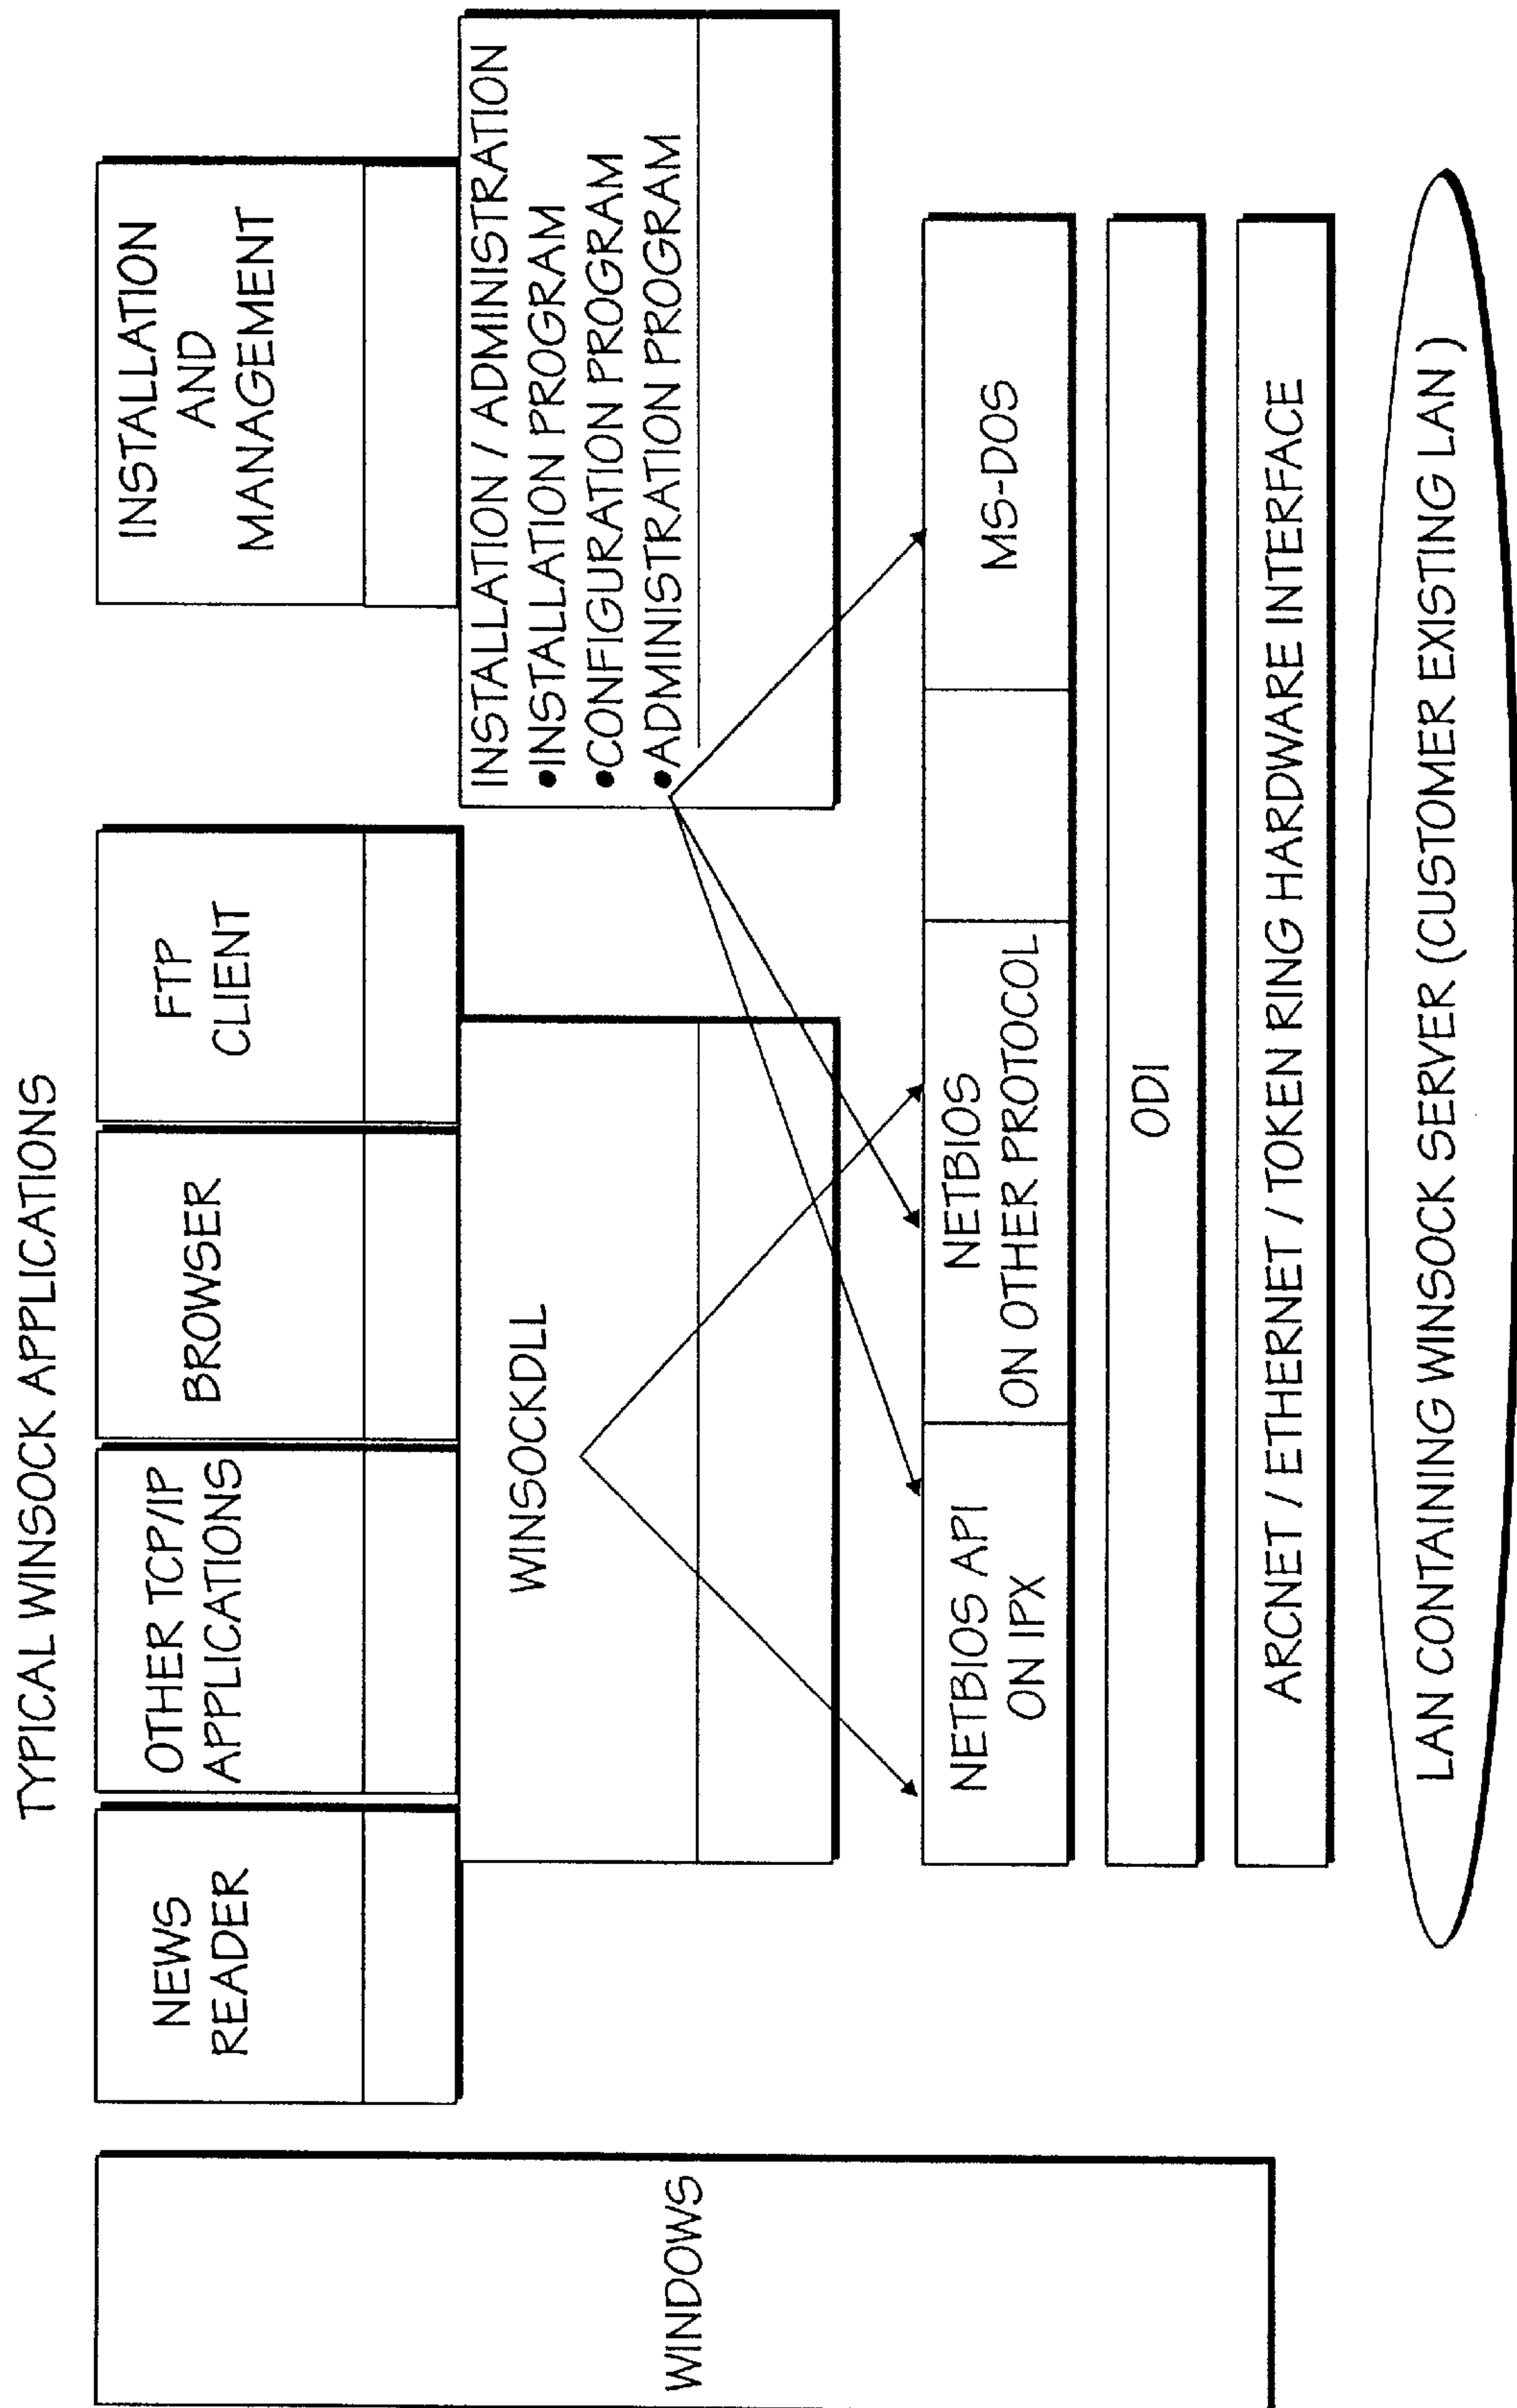 TYPICAL WINSOCK APPLICATIONS
NEWS
READER
OTHER TCP/IP
APPLICATIONS
BROWSER
FTP
CLIENT
INSTALLATION
AND
MANAGEMENT
WINDOWS
WINSOCKDLL
INSTALLATION / ADMINISTRATION
•INSTALLATION PROGRAM
•CONFIGURATION PROGRAM
•ADMINISTRATION PROGRAM
NETBIOS API
ON IPX
NETBIOS
ON OTHER PROTOCOL
MS-DOS
ODI
ARCNET / ETHERNET / TOKEN RING HARDWARE INTERFACE
LAN CONTAINING WINSOCK SERVER (CUSTOMER EXISTING LAN )